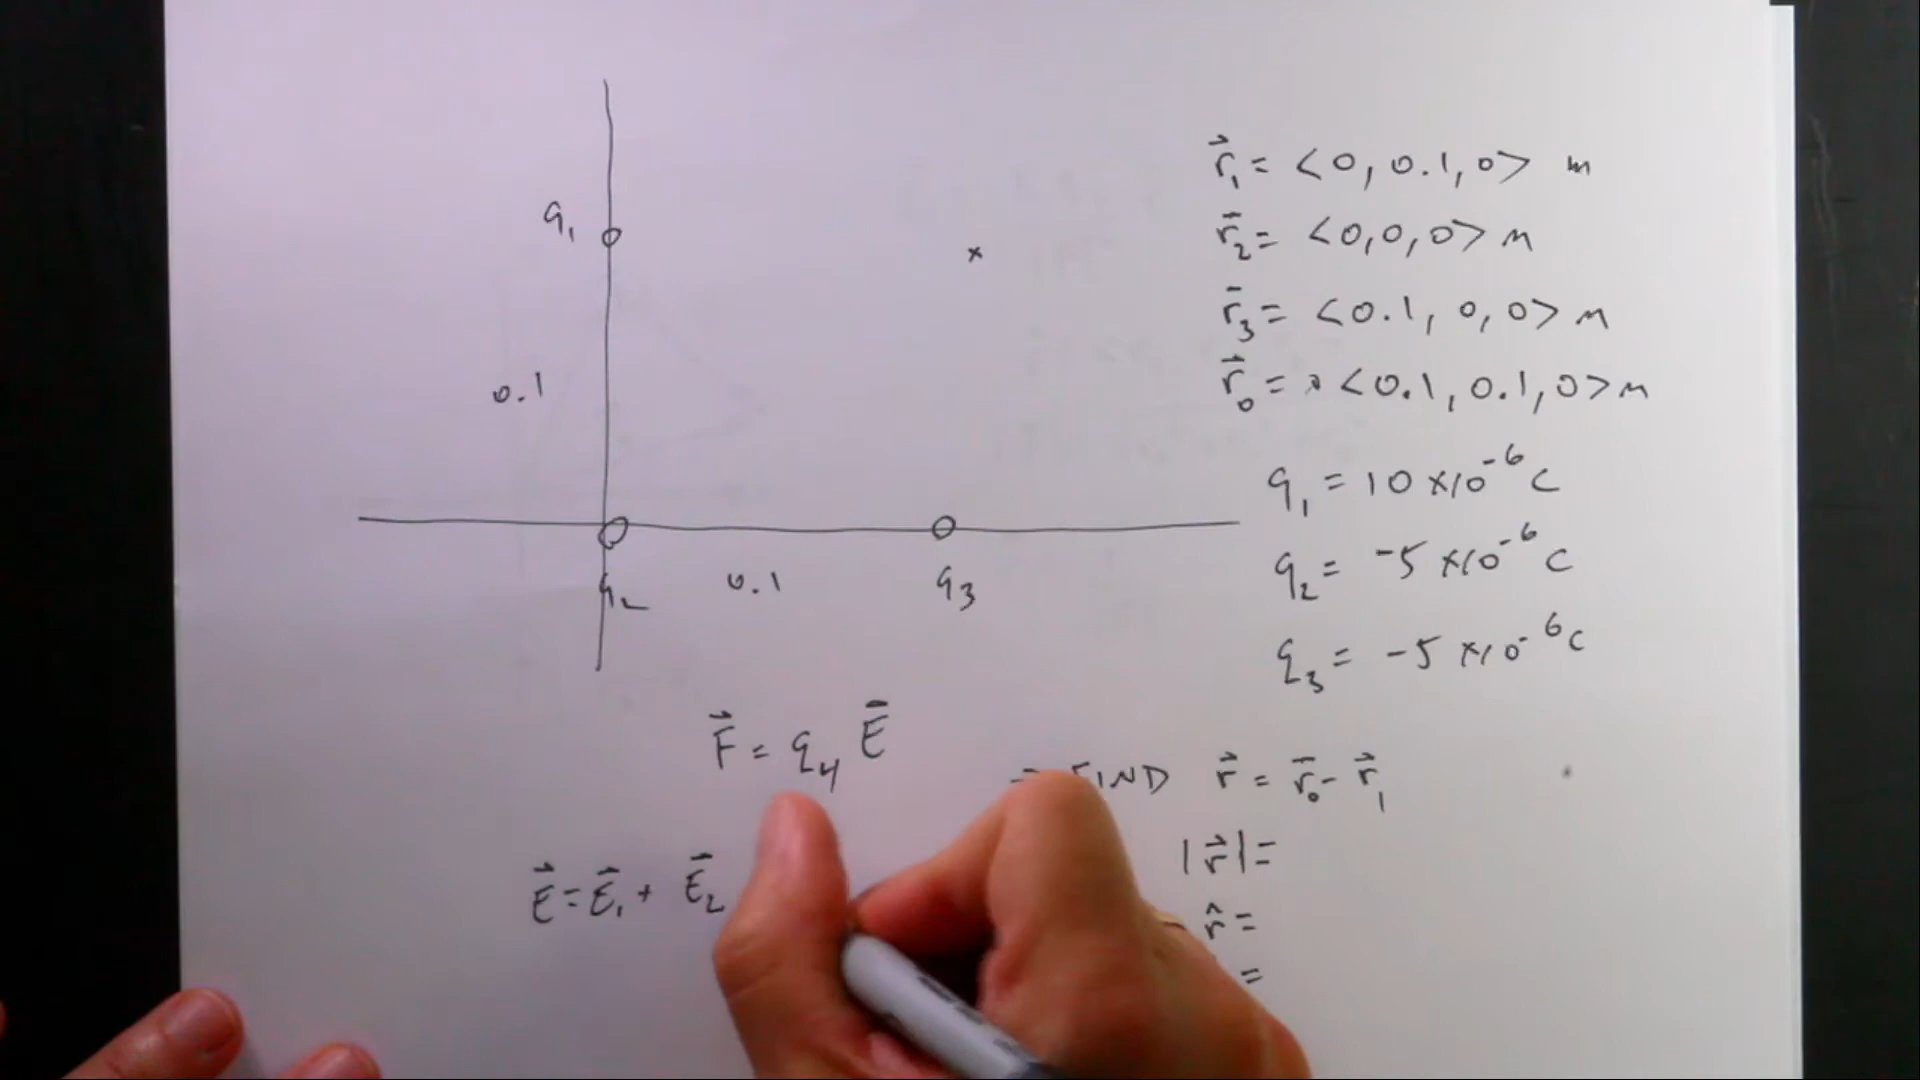 q₁
×
0.1
q₂
0.1
q₃
r⃗₁ = <0, 0.1, 0> m
r⃗₂ = <0, 0, 0> m
r⃗₃ = <0.1, 0, 0> m
r⃗₀ = <0.1, 0.1, 0> m
q₁ = 10 ×10⁻⁶ C
q₂ = -5 ×10⁻⁶ C
q₃ = -5 ×10⁻⁶ C
F⃗ = q₄ E⃗
E⃗ = E⃗₁ + E⃗₂
r⃗ = r⃗₀ - r⃗₁
|r⃗| =
r̂ =
=